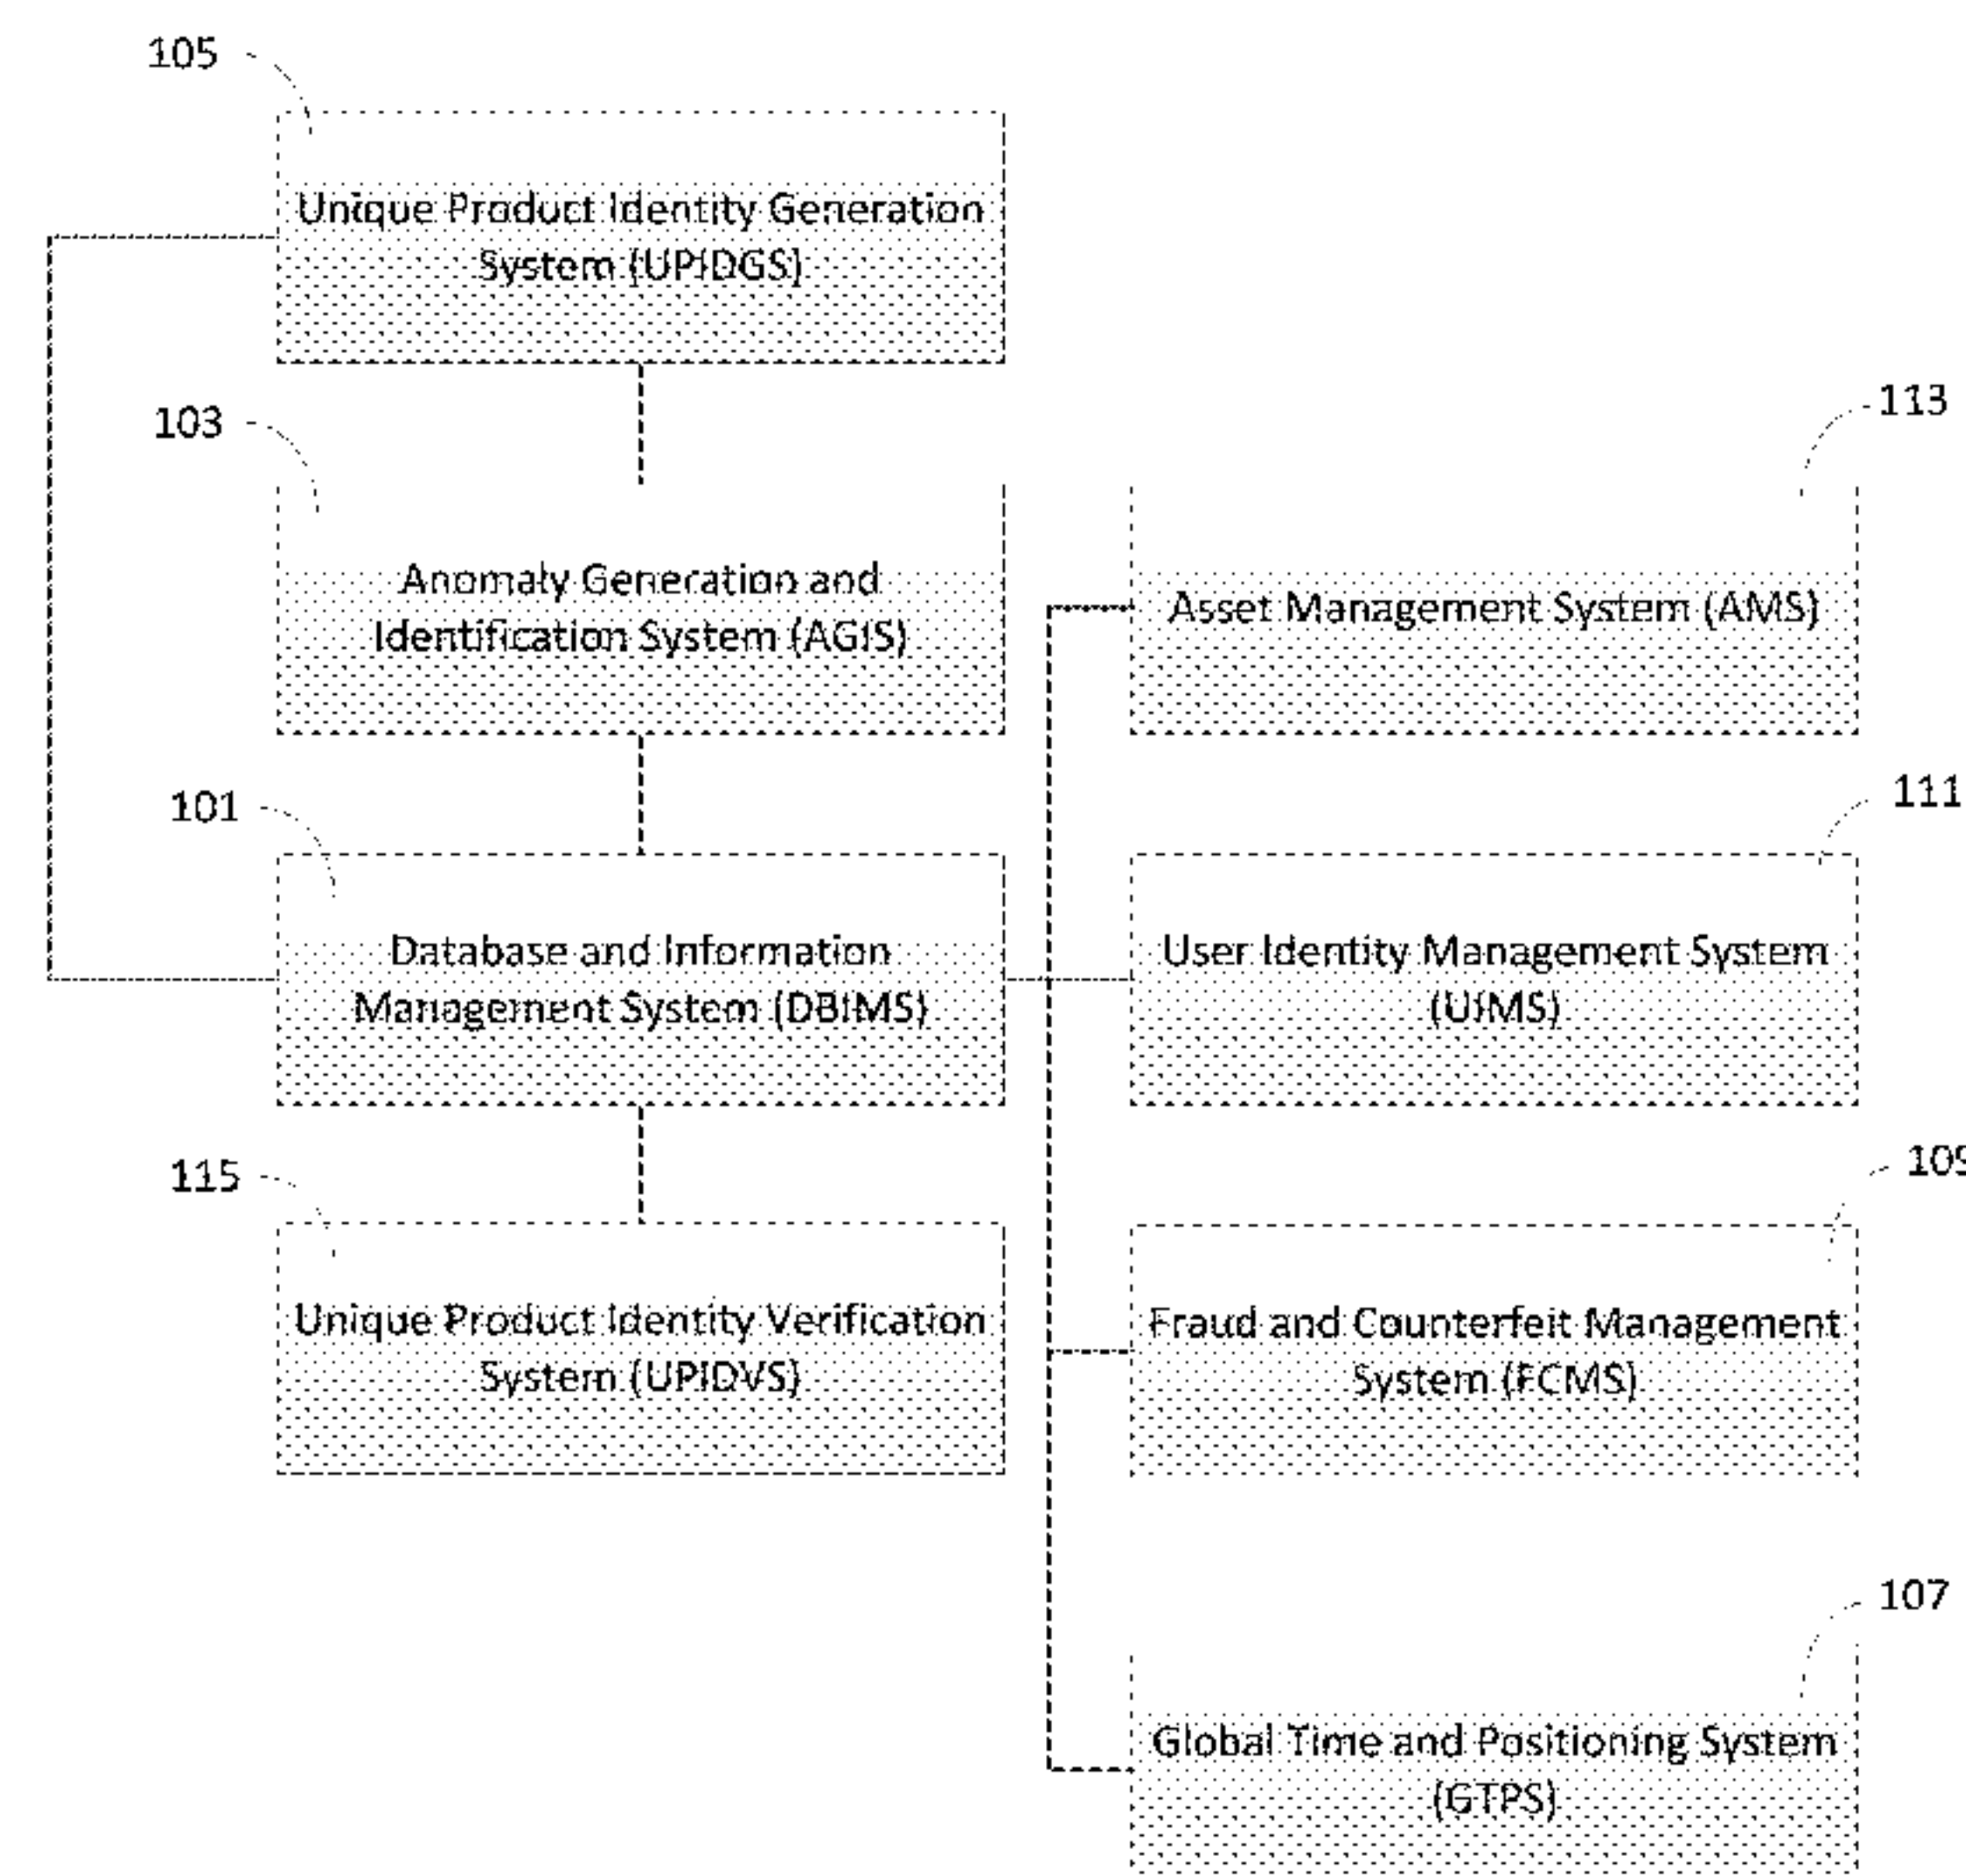 105
Unique Product Identity Generation
System (UPIDGS)
103
113
Anomaly Generation and
Identification System (AGIS)
Asset Management System (AMS)
101
111
Database and Information
Management System (DBIMS)
User Identity Management System
(UIMS)
115
109
Unique Product Identity Verification
System (UPIDVS)
Fraud and Counterfeit Management
System (FCMS)
107
Global Time and Positioning System
(GTPS)